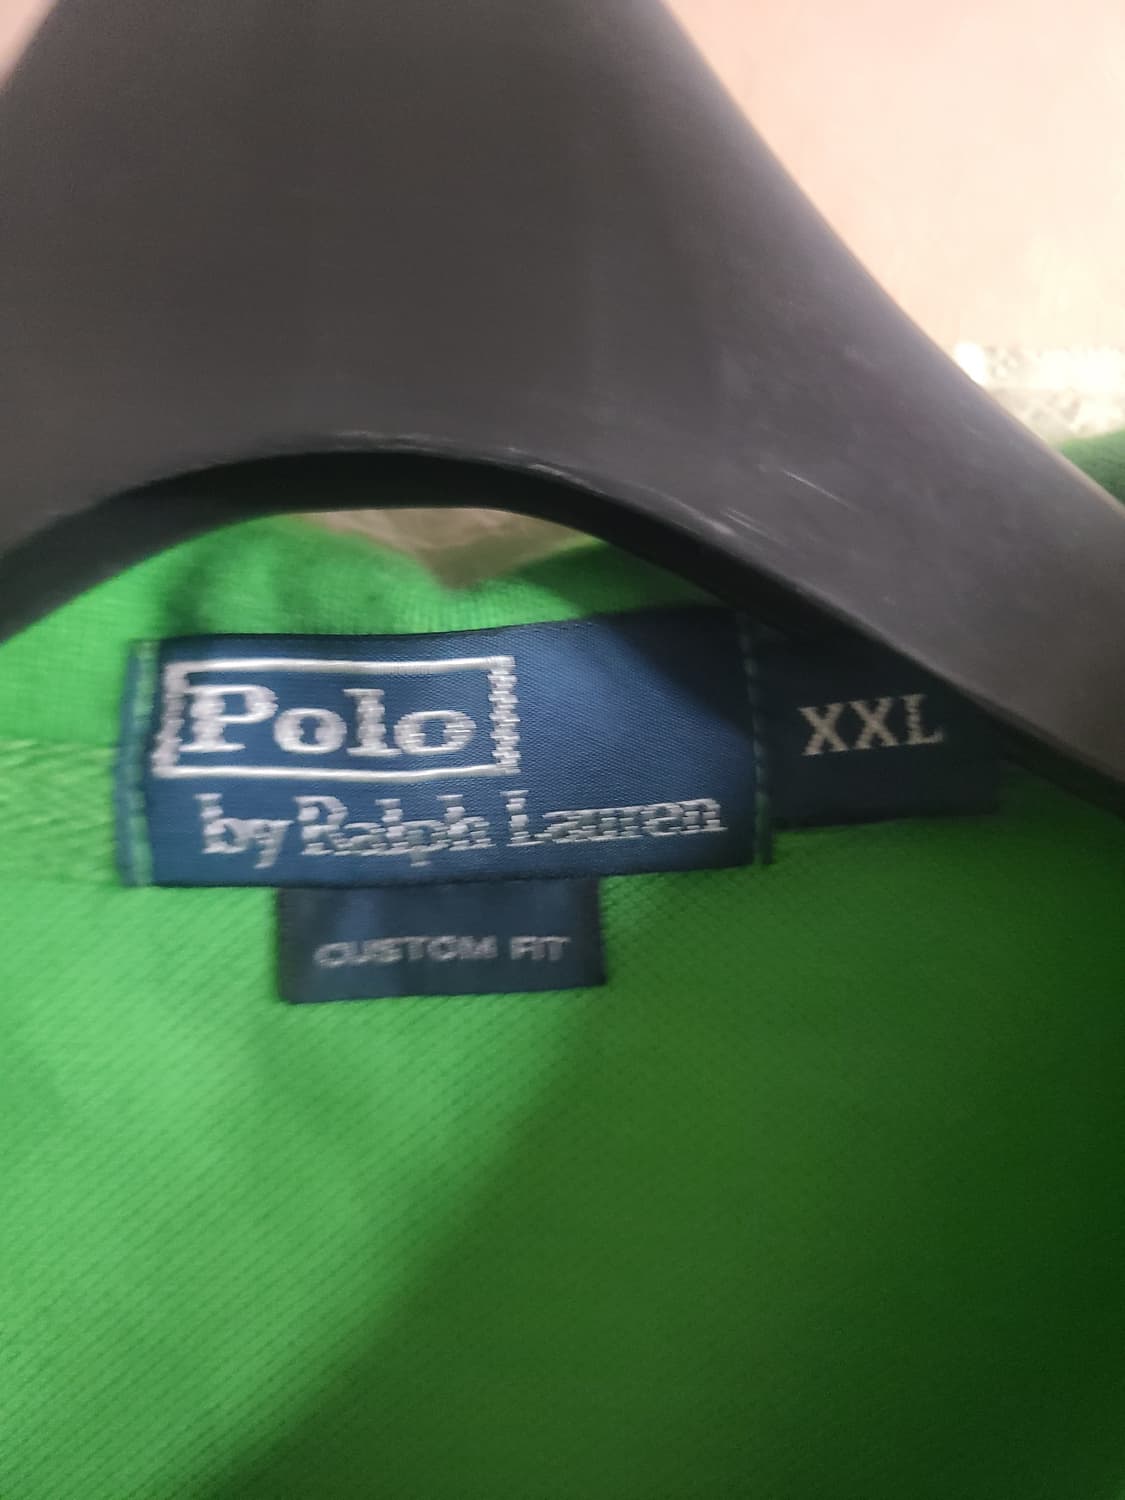 Polo
by Ralph Lauren
XXL
CUSTOM FIT